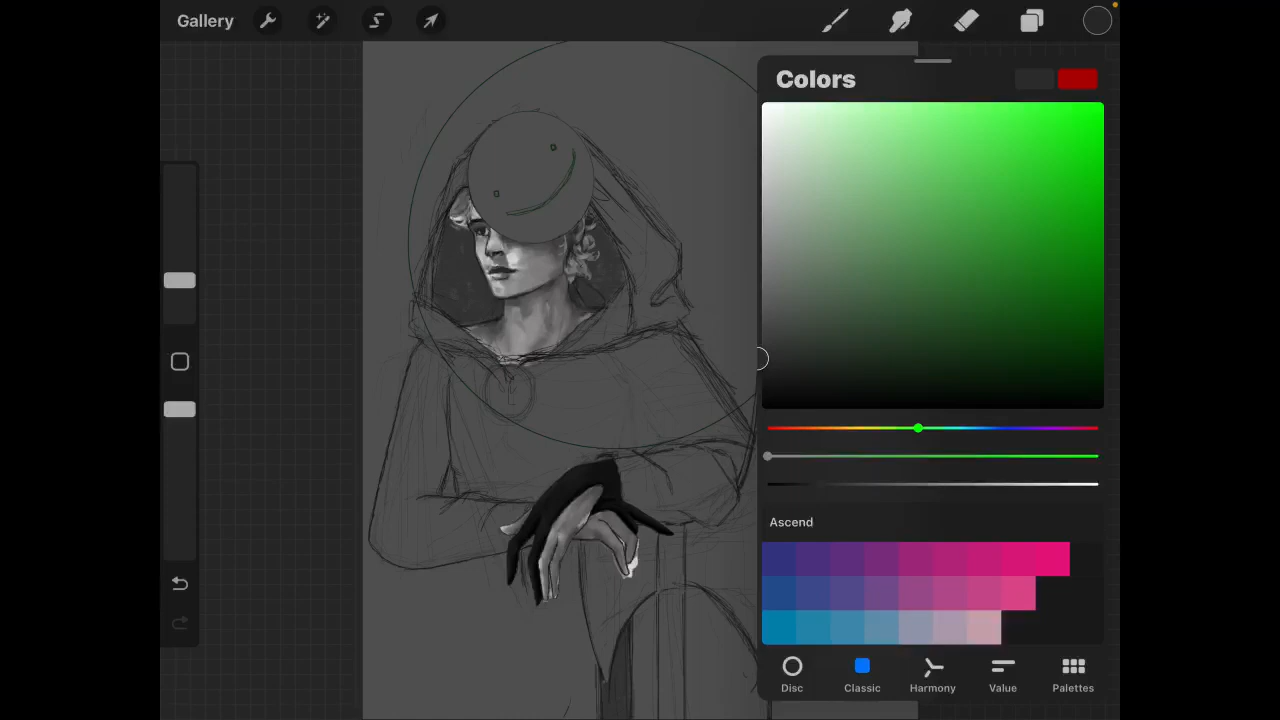 Gallery
Colors
Ascend
Disc
Classic
Harmony
Value
Palettes